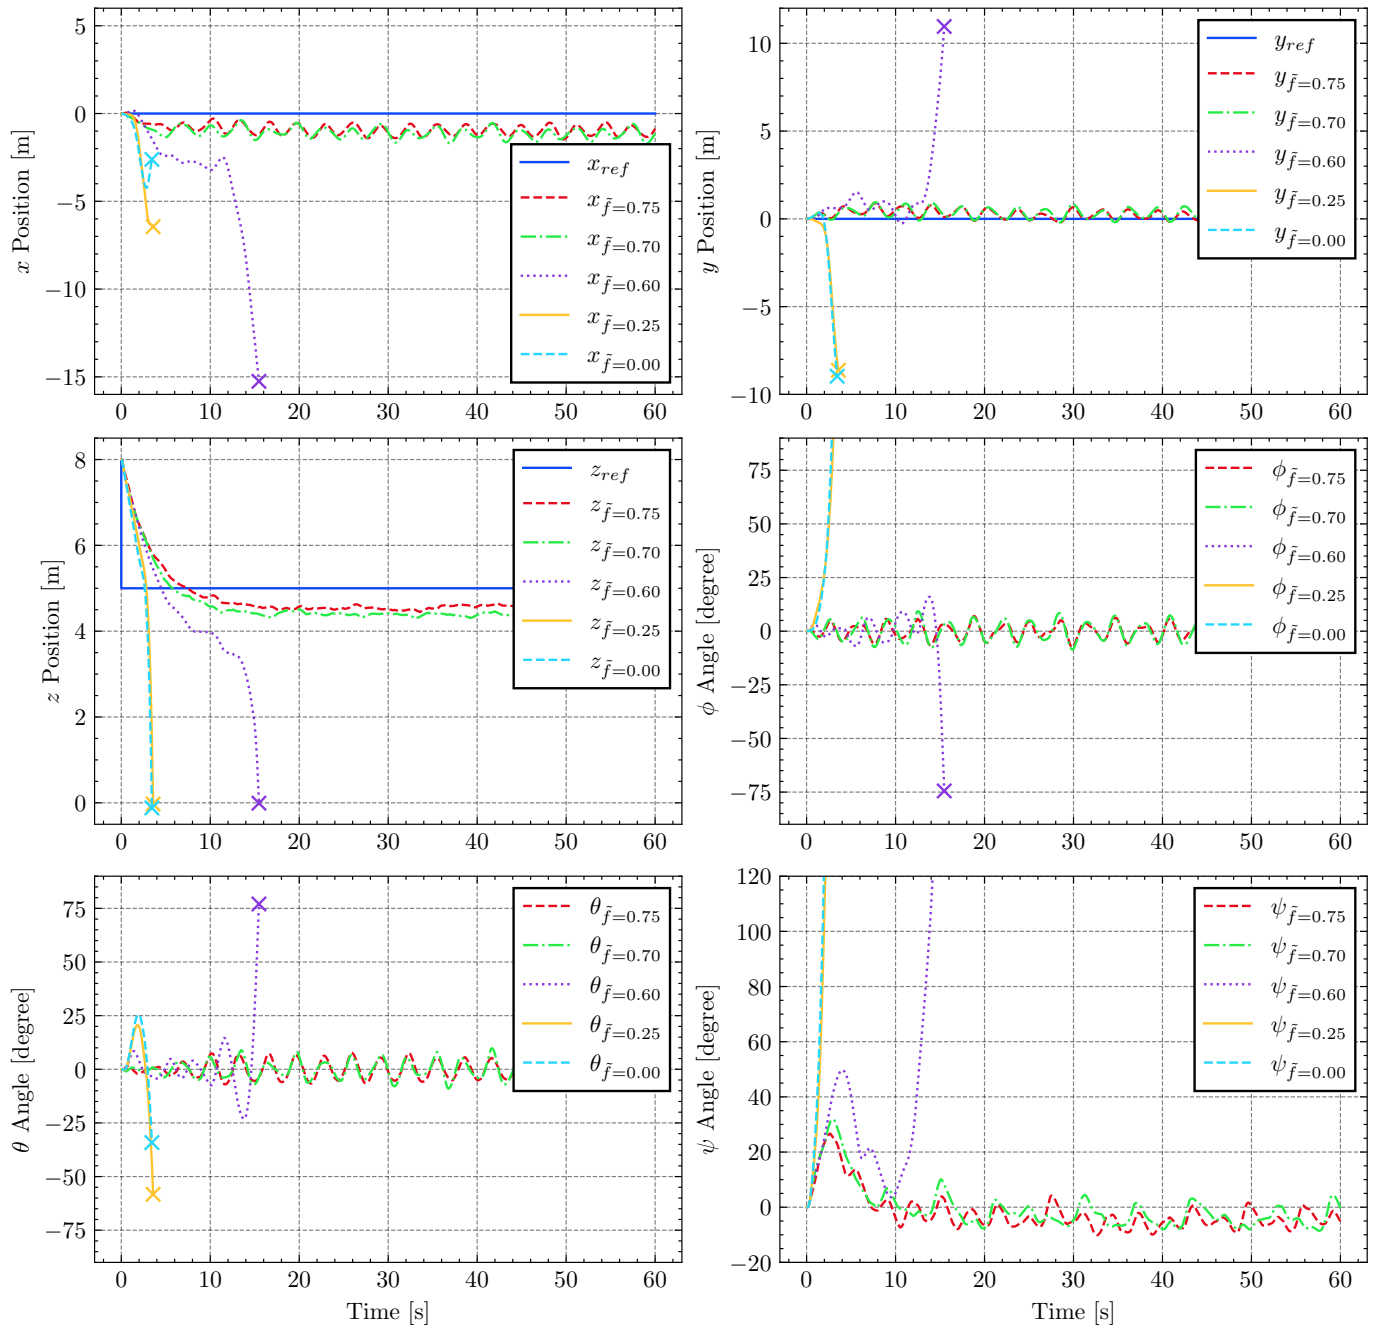 5
0
−5
−10
−15
x Position [m]
0 10 20 30 40 50 60
x_ref
x_f̃=0.75
x_f̃=0.70
x_f̃=0.60
x_f̃=0.25
x_f̃=0.00
10
5
0
−5
−10
y Position [m]
0 10 20 30 40 50 60
y_ref
y_f̃=0.75
y_f̃=0.70
y_f̃=0.60
y_f̃=0.25
y_f̃=0.00
8
6
4
2
0
z Position [m]
0 10 20 30 40 50 60
z_ref
z_f̃=0.75
z_f̃=0.70
z_f̃=0.60
z_f̃=0.25
z_f̃=0.00
75
50
25
0
−25
−50
−75
ϕ Angle [degree]
0 10 20 30 40 50 60
ϕ_f̃=0.75
ϕ_f̃=0.70
ϕ_f̃=0.60
ϕ_f̃=0.25
ϕ_f̃=0.00
75
50
25
0
−25
−50
−75
θ Angle [degree]
0 10 20 30 40 50 60
Time [s]
θ_f̃=0.75
θ_f̃=0.70
θ_f̃=0.60
θ_f̃=0.25
θ_f̃=0.00
120
100
80
60
40
20
0
−20
ψ Angle [degree]
0 10 20 30 40 50 60
Time [s]
ψ_f̃=0.75
ψ_f̃=0.70
ψ_f̃=0.60
ψ_f̃=0.25
ψ_f̃=0.00